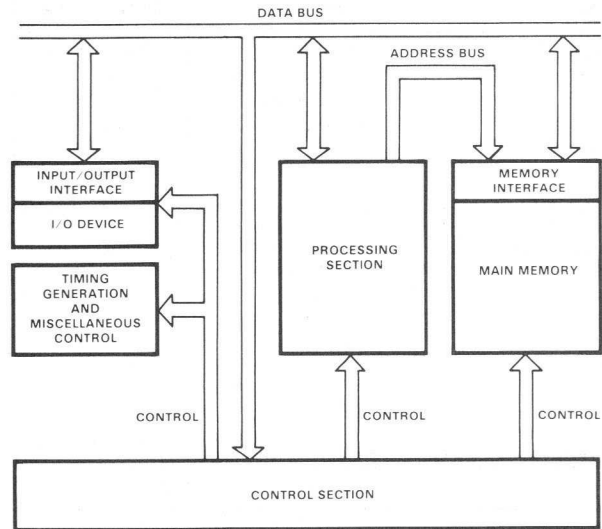 DATA BUS
ADDRESS BUS
INPUT/OUTPUT
INTERFACE
I/O DEVICE
TIMING
GENERATION
AND
MISCELLANEOUS
CONTROL
PROCESSING
SECTION
MEMORY
INTERFACE
MAIN MEMORY
CONTROL
CONTROL
CONTROL
CONTROL SECTION